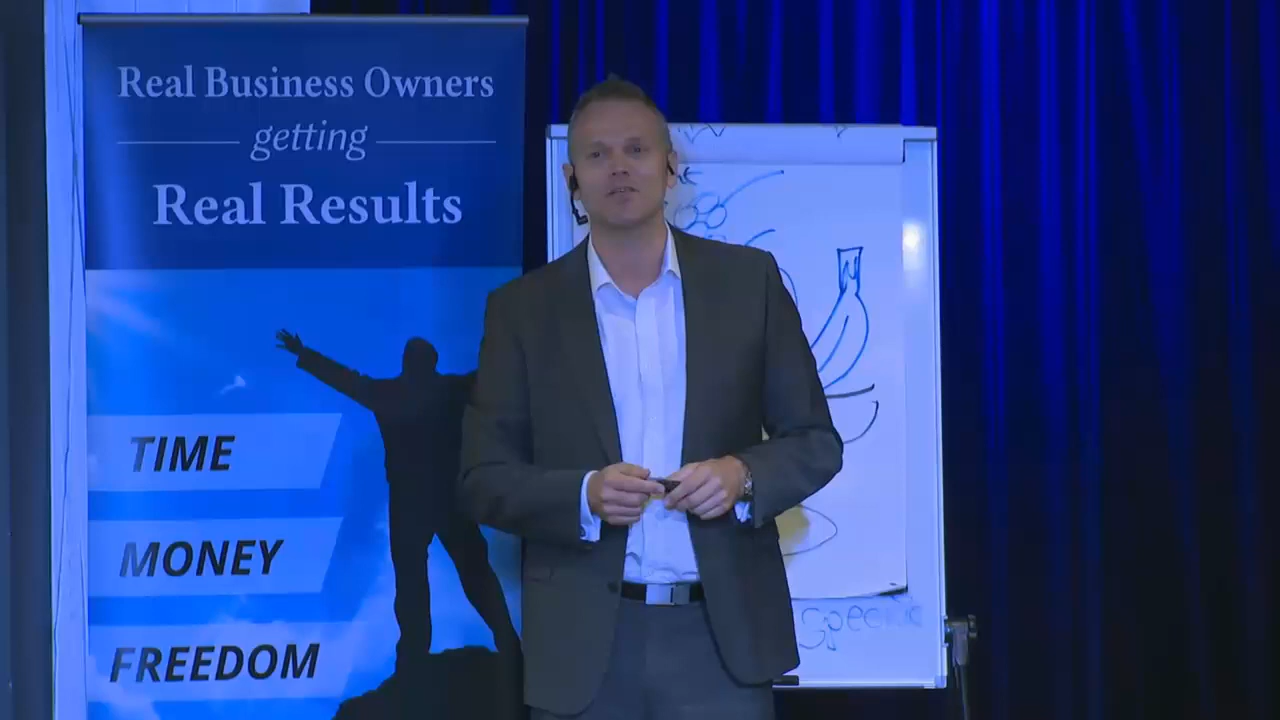 Real Business Owners
getting
Real Results
TIME
MONEY
FREEDOM